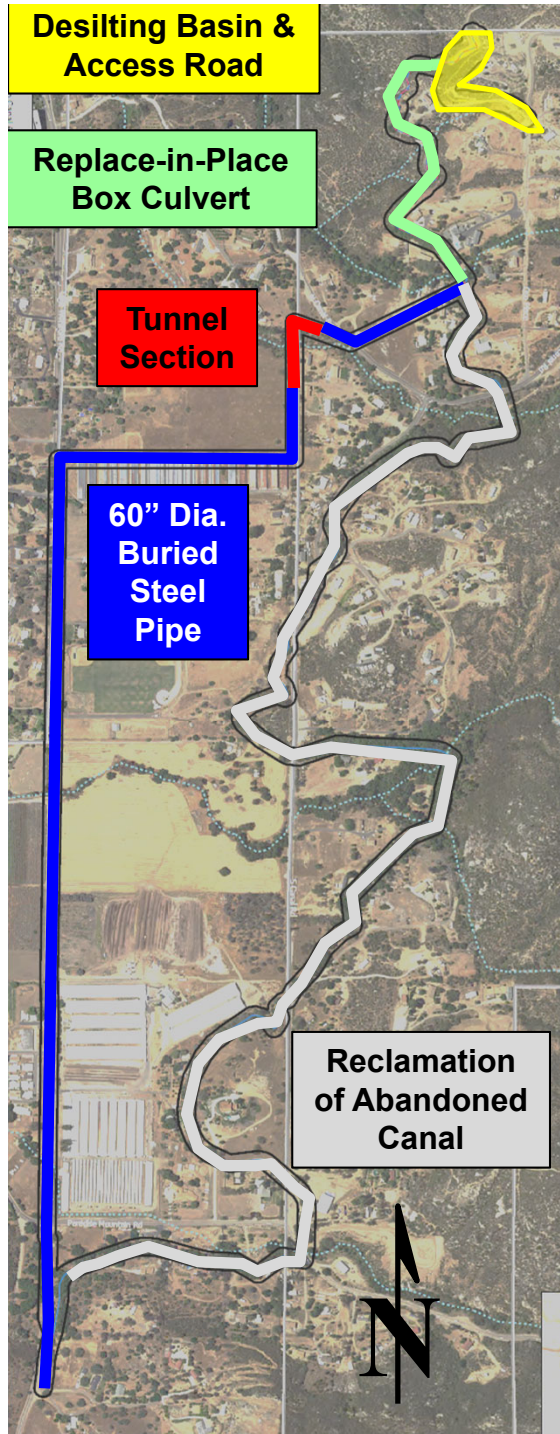 Desilting Basin &
Access Road
Replace-in-Place
Box Culvert
Tunnel
Section
60” Dia.
Buried
Steel
Pipe
Reclamation
of Abandoned
Canal
N